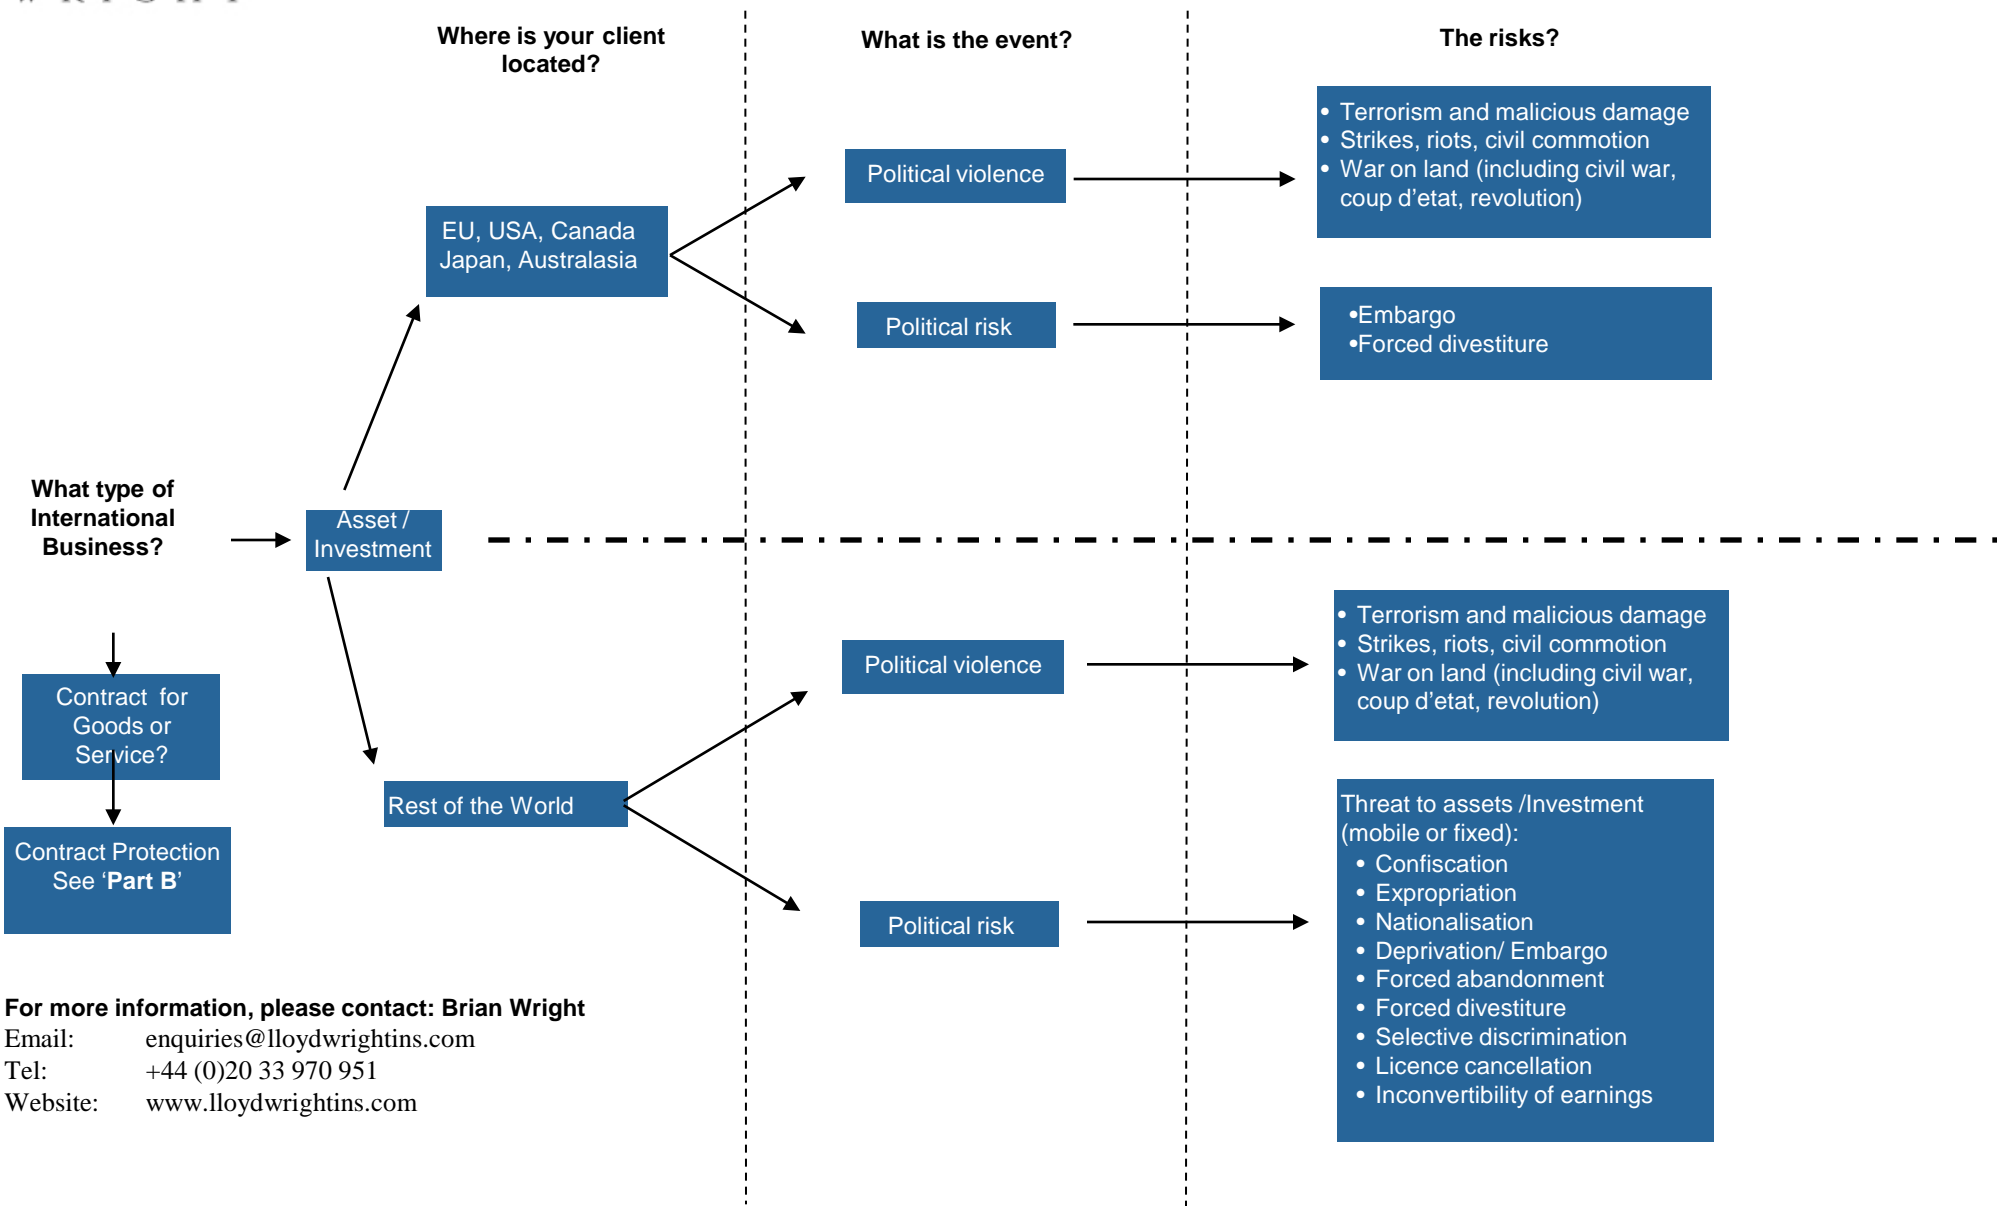 Where is your client
located?
What is the event?
The risks?
• Terrorism and malicious damage
• Strikes, riots, civil commotion
• War on land (including civil war,
coup d’etat, revolution)
Political violence
EU, USA, Canada
Japan, Australasia
Political risk
•Embargo
•Forced divestiture
What type of
International
Business?
Asset /
Investment
• Terrorism and malicious damage
• Strikes, riots, civil commotion
• War on land (including civil war,
coup d’etat, revolution)
Political violence
Contract for
Goods or
Service?
Rest of the World
Contract Protection
See ‘Part B’
Threat to assets /Investment
(mobile or fixed):
• Confiscation
• Expropriation
• Nationalisation
• Deprivation/ Embargo
• Forced abandonment
• Forced divestiture
• Selective discrimination
• Licence cancellation
• Inconvertibility of earnings
Political risk
For more information, please contact: Brian Wright
Email: enquiries@lloydwrightins.com
Tel: +44 (0)20 33 970 951
Website: www.lloydwrightins.com